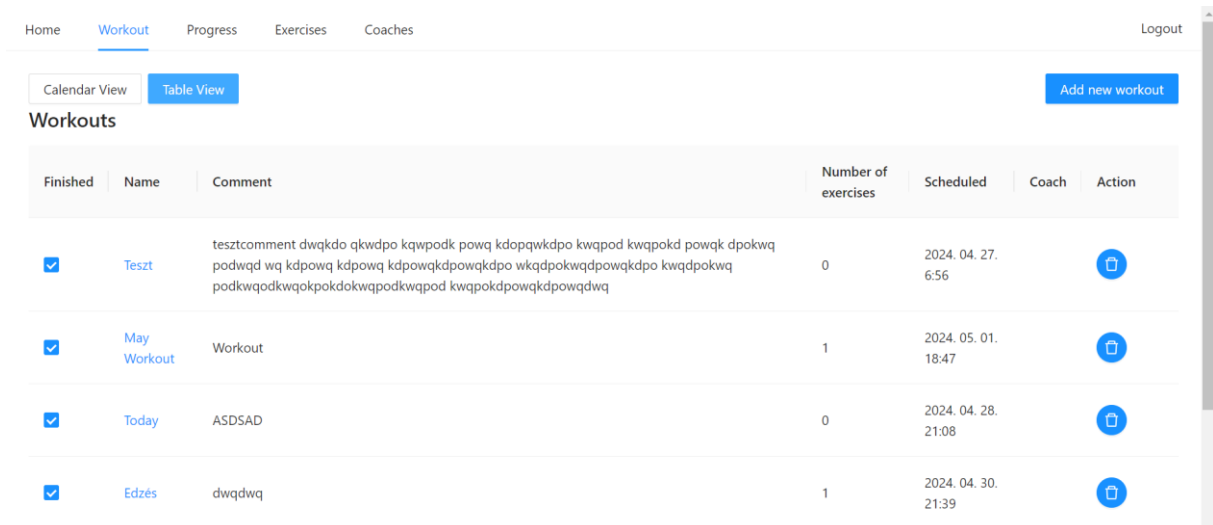 Home Workout Progress Exercises Coaches Logout
Calendar View Table View Add new workout
Workouts
Finished Name Comment Number of exercises Scheduled Coach Action
tesztcomment dwqkdo qkwdpo kqwpodk powq kdopqwkdpo kwqpod kwqpokd powqk dpokwq
Teszt podwqd wq kdpowq kdpowq kdpowqkdpowqkdpo wkqdpokwqdpowqkdpo kwqdpokwq 0 2024. 04. 27. 6:56
podkwqodkwqokpokdokwqpodkwqpod kwqpokdpowqkdpowqdwq
May Workout Workout 1 2024. 05. 01. 18:47
Today ASDSAD 0 2024. 04. 28. 21:08
Edzés dwqdwq 1 2024. 04. 30. 21:39